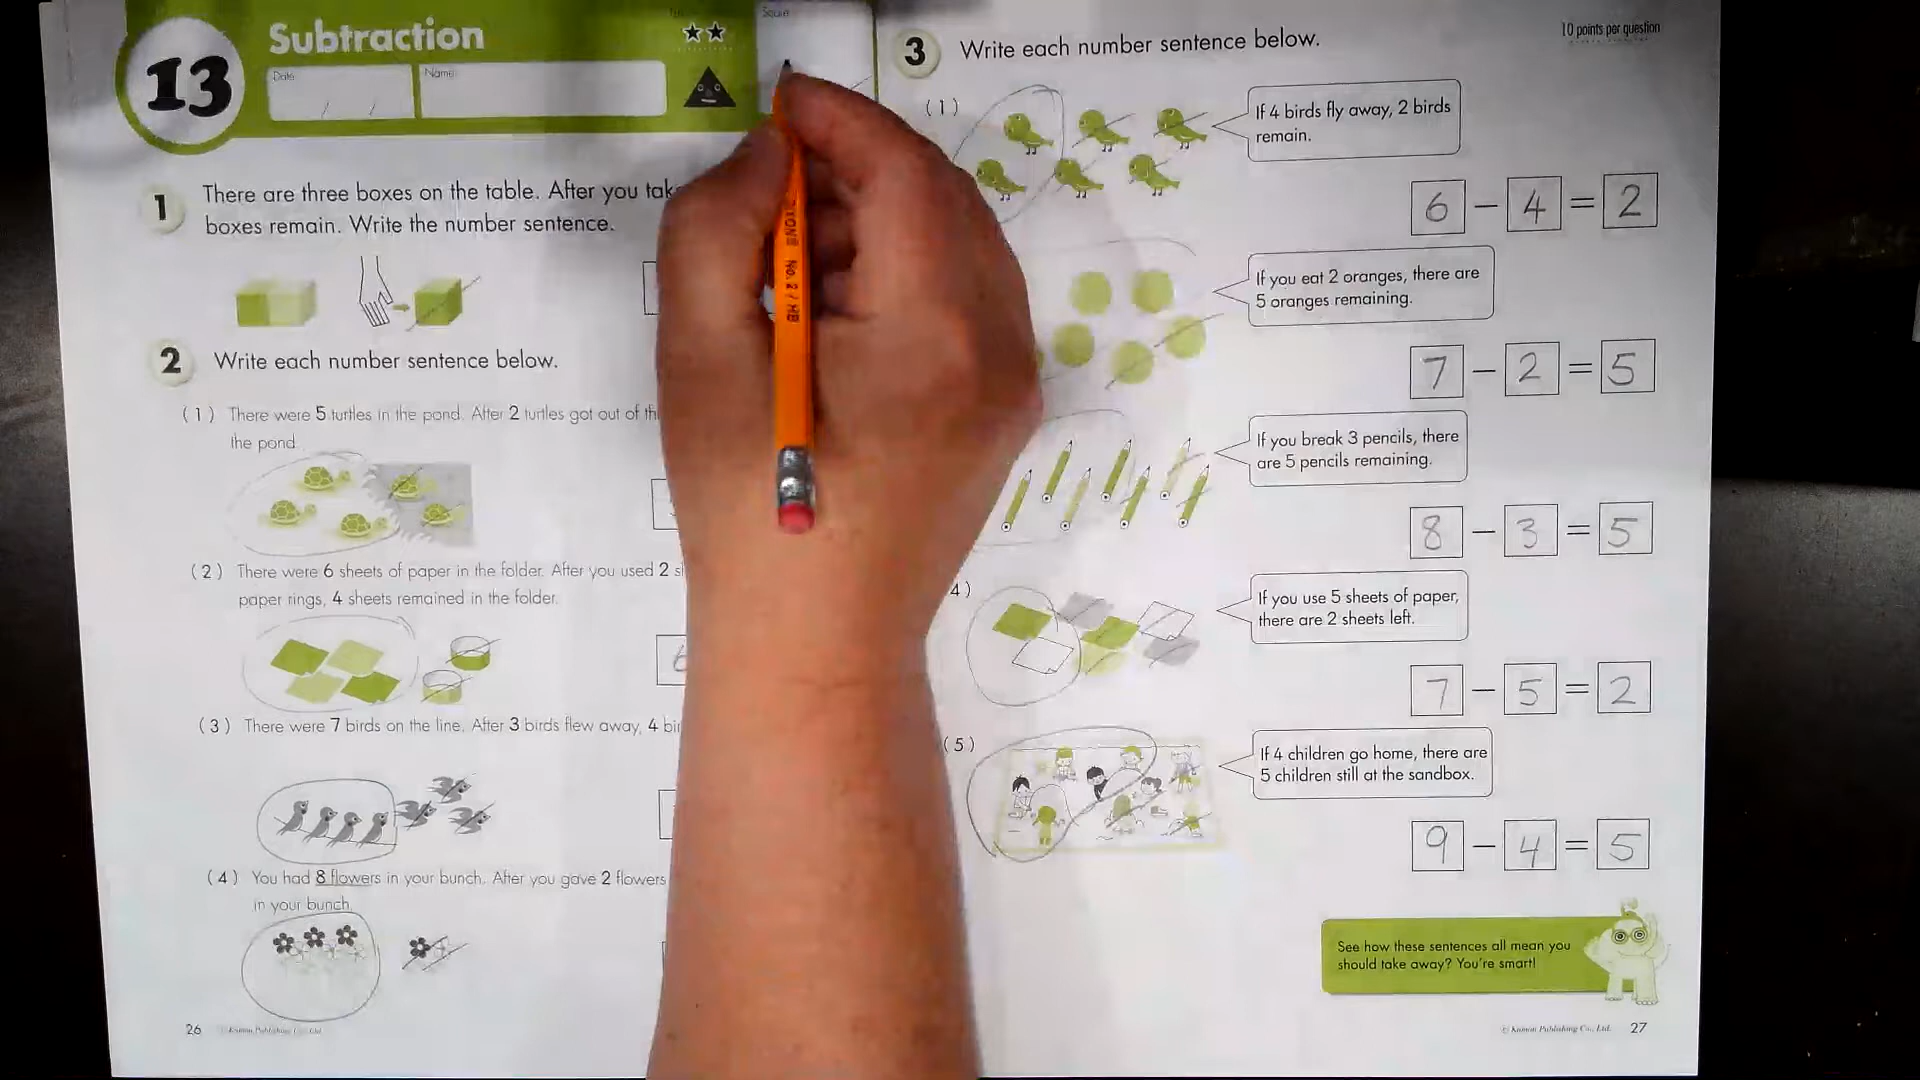 Subtraction
13
Date
/ /
Name
Score
1
There are three boxes on the table. After you
boxes remain. Write the number sentence.
2
Write each number sentence below.
(1) There were 5 turtles in the pond. After 2 turtles got out of
the pond.
(2) There were 6 sheets of paper in the folder. After you used 2
paper rings, 4 sheets remained in the folder.
(3) There were 7 birds on the line. After 3 birds flew away, 4
(4) You had 8 flowers in your bunch. After you gave 2 flowers
in your bunch.
26
© Kumon Publishing Co., Ltd.
DIXON® No. 2 / HB
3
Write each number sentence below.
10 points per question
(1)
If 4 birds fly away, 2 birds
remain.
6 − 4 = 2
If you eat 2 oranges, there are
5 oranges remaining.
7 − 2 = 5
If you break 3 pencils, there
are 5 pencils remaining.
8 − 3 = 5
4)
If you use 5 sheets of paper,
there are 2 sheets left.
7 − 5 = 2
(5)
If 4 children go home, there are
5 children still at the sandbox.
9 − 4 = 5
See how these sentences all mean you
should take away? You're smart!
© Kumon Publishing Co., Ltd.
27